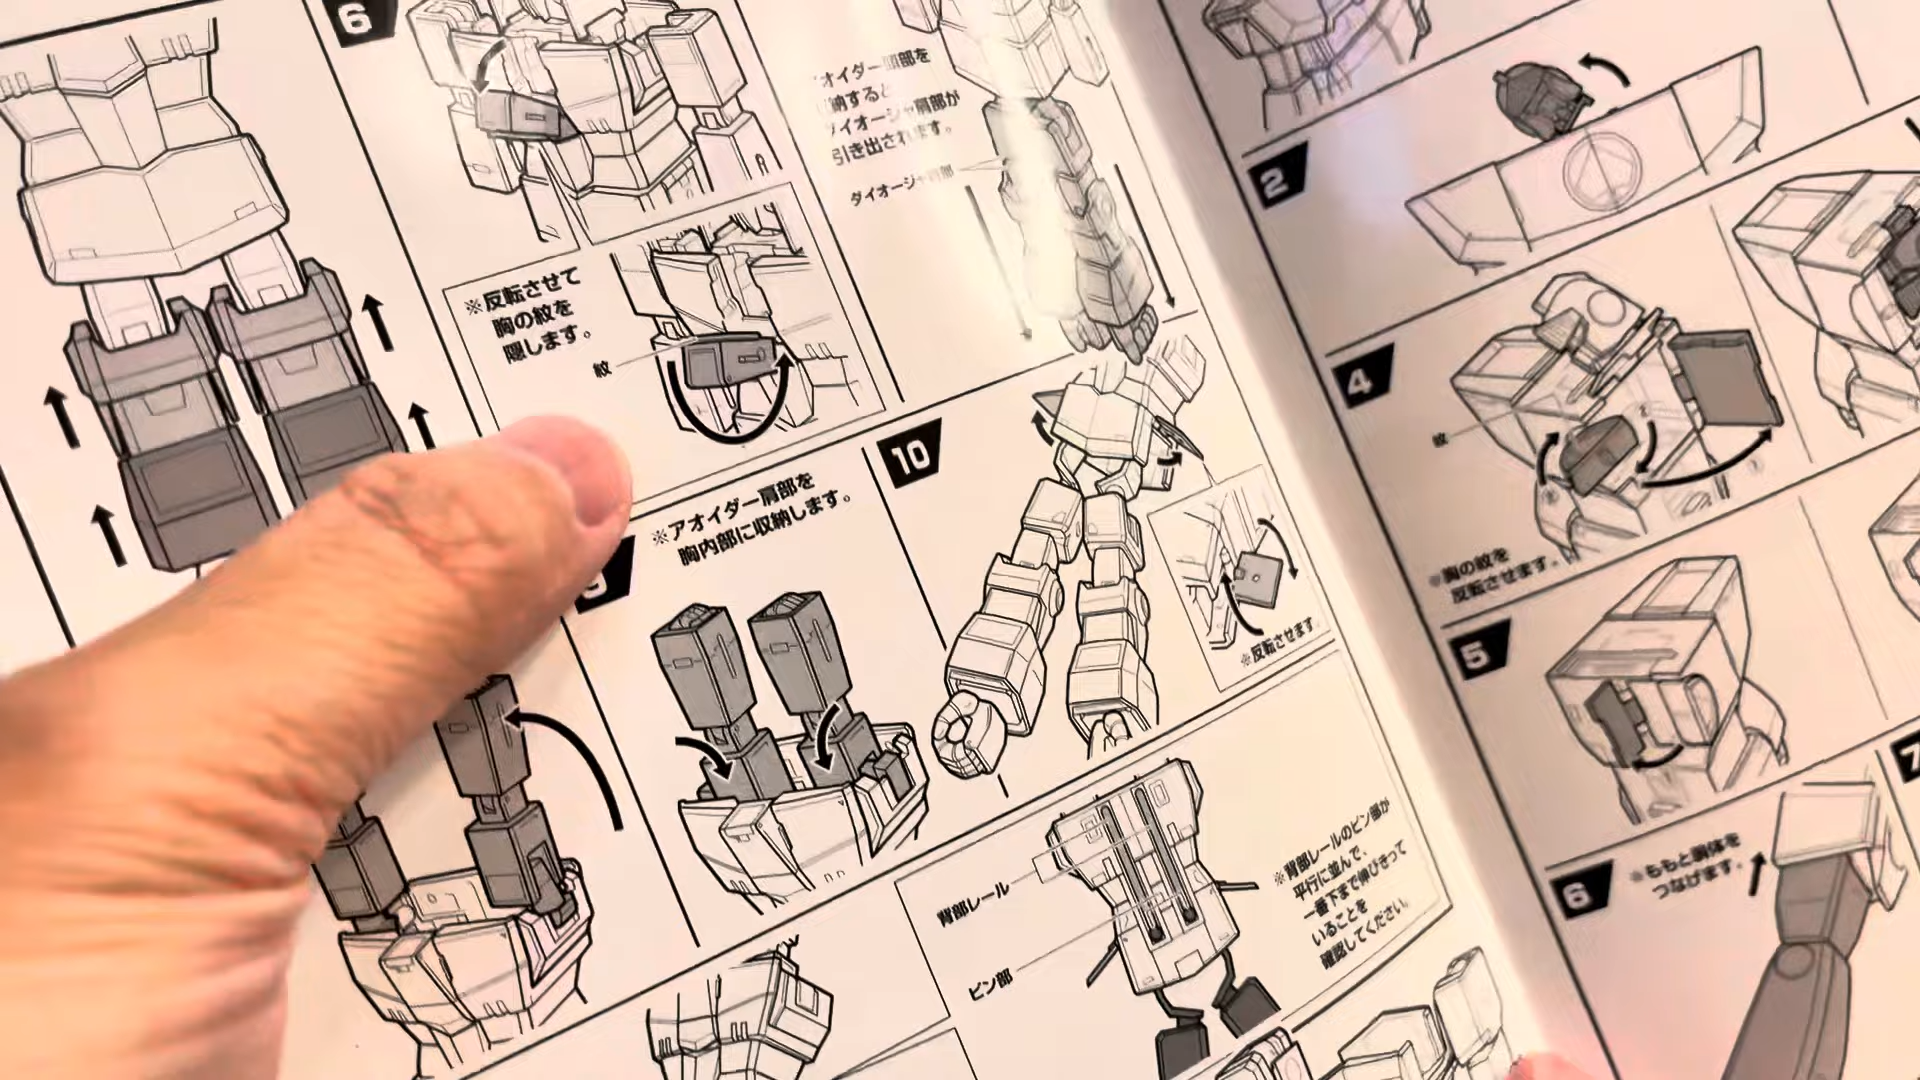 6
※反転させて
胸の紋を
隠します。
紋
オイダー頭部を
納すると
ダイオージャ肩部が
引き出されます。
ダイオージャ肩部
9
※アオイダー肩部を
胸内部に収納します。
10
※反転させます
背部レール
ピン部
※背部レールのピン部が
平行に並んで、
一番下まで伸びきって
いることを
確認してください。
2
4
紋
※胸の紋を
反転させます。
5
6
※ももと胴体を
つなげます。
7